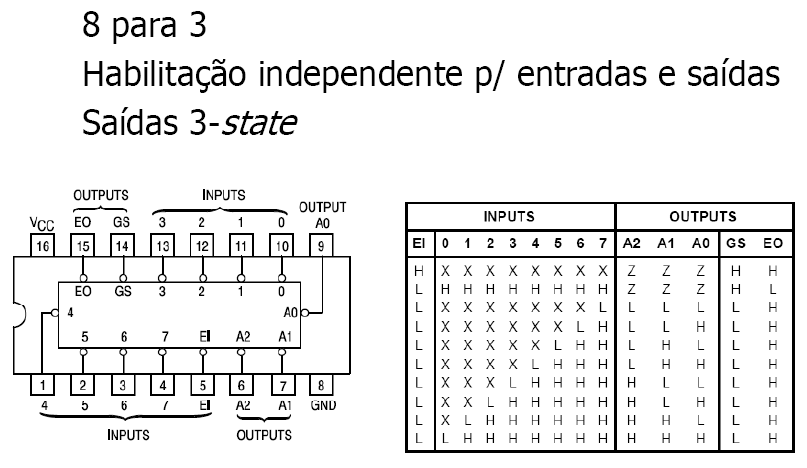 8 para 3
Habilitação independente p/ entradas e saídas
Saídas 3-state
OUTPUTS INPUTS OUTPUT
VCC EO GS 3 2 1 0 A0
16 15 14 13 12 11 10 9
EO GS 3 2 1 0
4 A0
5 6 7 EI A2 A1
1 2 3 4 5 6 7 8
4 5 6 7 EI A2 A1 GND
INPUTS OUTPUTS
INPUTS OUTPUTS
EI 0 1 2 3 4 5 6 7 A2 A1 A0 GS EO
H X X X X X X X X Z Z Z H H
L H H H H H H H H Z Z Z H L
L X X X X X X X L L L L L H
L X X X X X X L H L L H L H
L X X X X X L H H L H L L H
L X X X X L H H H L H H L H
L X X X L H H H H H L L L H
L X X L H H H H H H L H L H
L X L H H H H H H H H L L H
L L H H H H H H H H H H L H